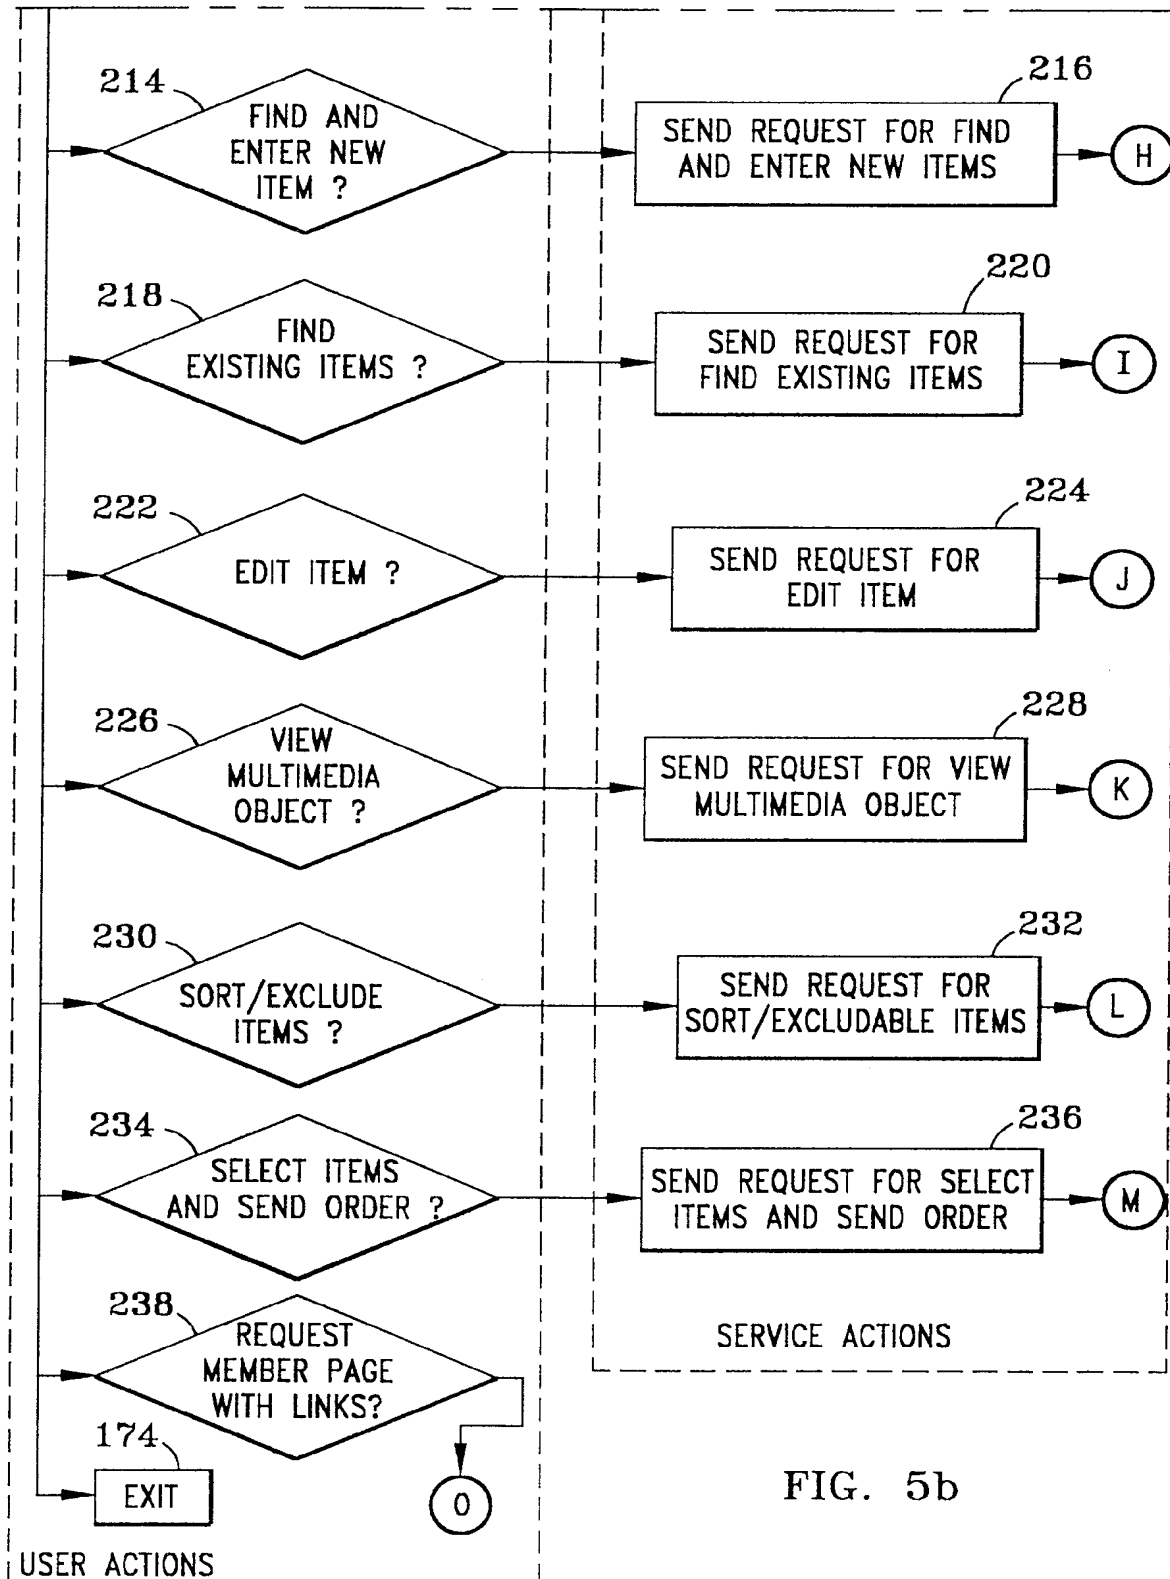 214
FIND AND
ENTER NEW
ITEM ?
216
SEND REQUEST FOR FIND
AND ENTER NEW ITEMS
H
218
FIND
EXISTING ITEMS ?
220
SEND REQUEST FOR
FIND EXISTING ITEMS
I
222
EDIT ITEM ?
224
SEND REQUEST FOR
EDIT ITEM
J
226
VIEW
MULTIMEDIA
OBJECT ?
228
SEND REQUEST FOR VIEW
MULTIMEDIA OBJECT
K
230
SORT/EXCLUDE
ITEMS ?
232
SEND REQUEST FOR
SORT/EXCLUDABLE ITEMS
L
234
SELECT ITEMS
AND SEND ORDER ?
236
SEND REQUEST FOR SELECT
ITEMS AND SEND ORDER
M
238
REQUEST
MEMBER PAGE
WITH LINKS?
SERVICE ACTIONS
174
EXIT
O
FIG. 5b
USER ACTIONS